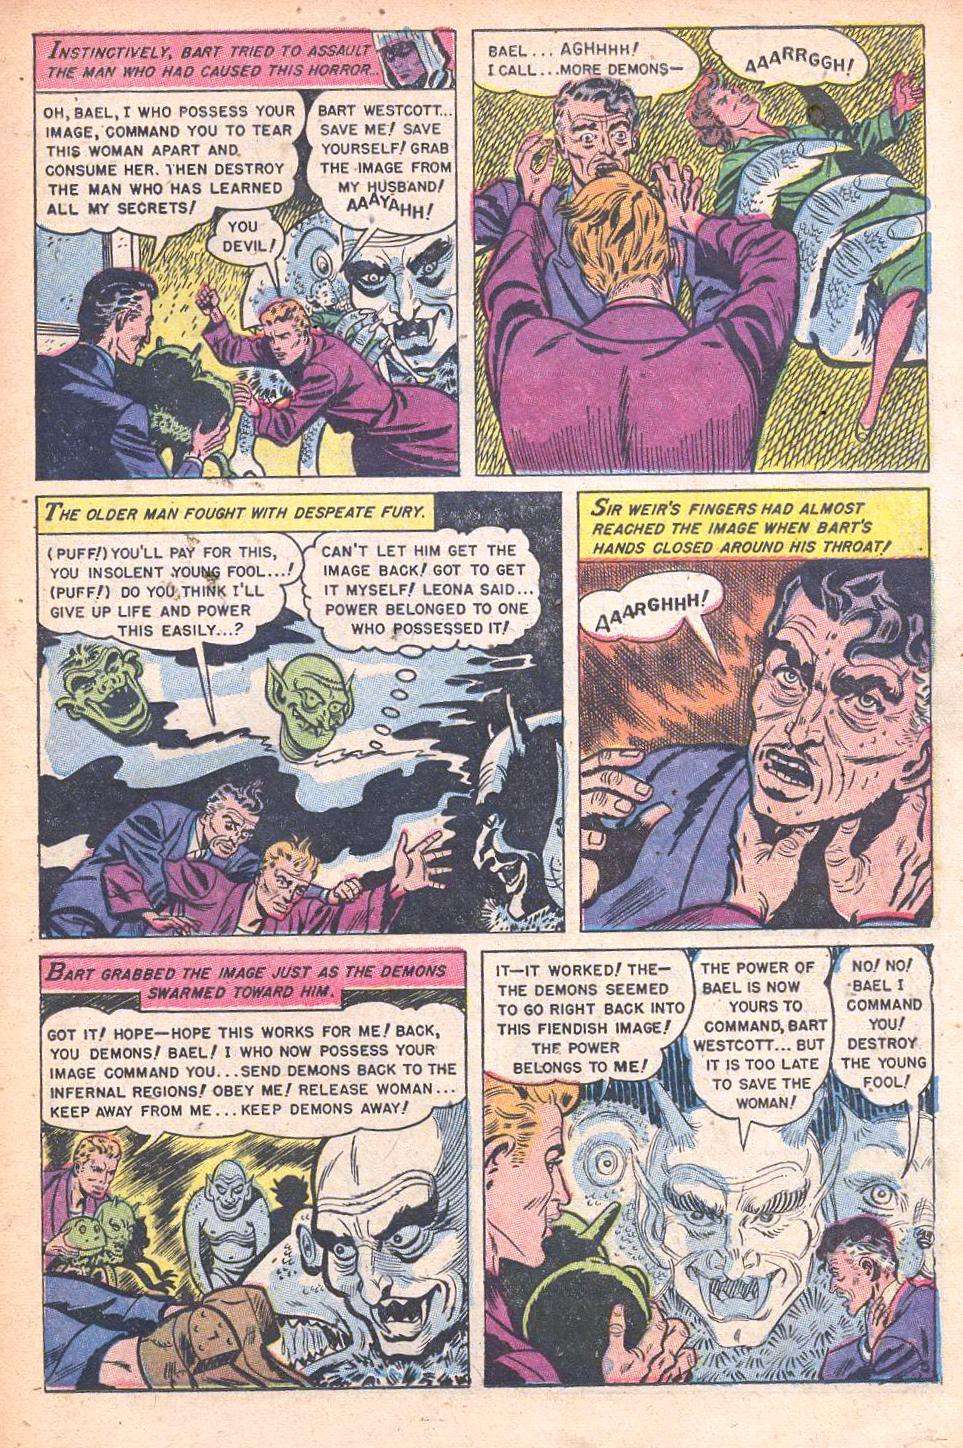 INSTINCTIVELY, BART TRIED TO ASSAULT
THE MAN WHO HAD CAUSED THIS HORROR..
OH, BAEL, I WHO POSSESS YOUR
IMAGE, COMMAND YOU TO TEAR
THIS WOMAN APART AND
CONSUME HER. THEN DESTROY
THE MAN WHO HAS LEARNED
ALL MY SECRETS!
BART WESTCOTT...
SAVE ME! SAVE
YOURSELF! GRAB
THE IMAGE FROM
MY HUSBAND!
AAAYAHH!
YOU
DEVIL!
BAEL... AGHHHH!
I CALL...MORE DEMONS—
AAARRGGH!
THE OLDER MAN FOUGHT WITH DESPEATE FURY.
(PUFF!) YOU'LL PAY FOR THIS,
YOU INSOLENT YOUNG FOOL...!
(PUFF!) DO YOU THINK I'LL
GIVE UP LIFE AND POWER
THIS EASILY...?
CAN'T LET HIM GET THE
IMAGE BACK! GOT TO GET
IT MYSELF! LEONA SAID...
POWER BELONGED TO ONE
WHO POSSESSED IT!
SIR WEIR'S FINGERS HAD ALMOST
REACHED THE IMAGE WHEN BART'S
HANDS CLOSED AROUND HIS THROAT!
AAARGHHH!
BART GRABBED THE IMAGE JUST AS THE DEMONS
SWARMED TOWARD HIM.
GOT IT! HOPE—HOPE THIS WORKS FOR ME! BACK,
YOU DEMONS! BAEL! I WHO NOW POSSESS YOUR
IMAGE COMMAND YOU...SEND DEMONS BACK TO THE
INFERNAL REGIONS! OBEY ME! RELEASE WOMAN...
KEEP AWAY FROM ME...KEEP DEMONS AWAY!
IT—IT WORKED! THE—
THE DEMONS SEEMED
TO GO RIGHT BACK INTO
THIS FIENDISH IMAGE!
THE POWER
BELONGS TO ME!
THE POWER OF
BAEL IS NOW
YOURS TO
COMMAND, BART
WESTCOTT... BUT
IT IS TOO LATE
TO SAVE THE
WOMAN!
NO! NO!
BAEL I
COMMAND
YOU!
DESTROY
THE YOUNG
FOOL!